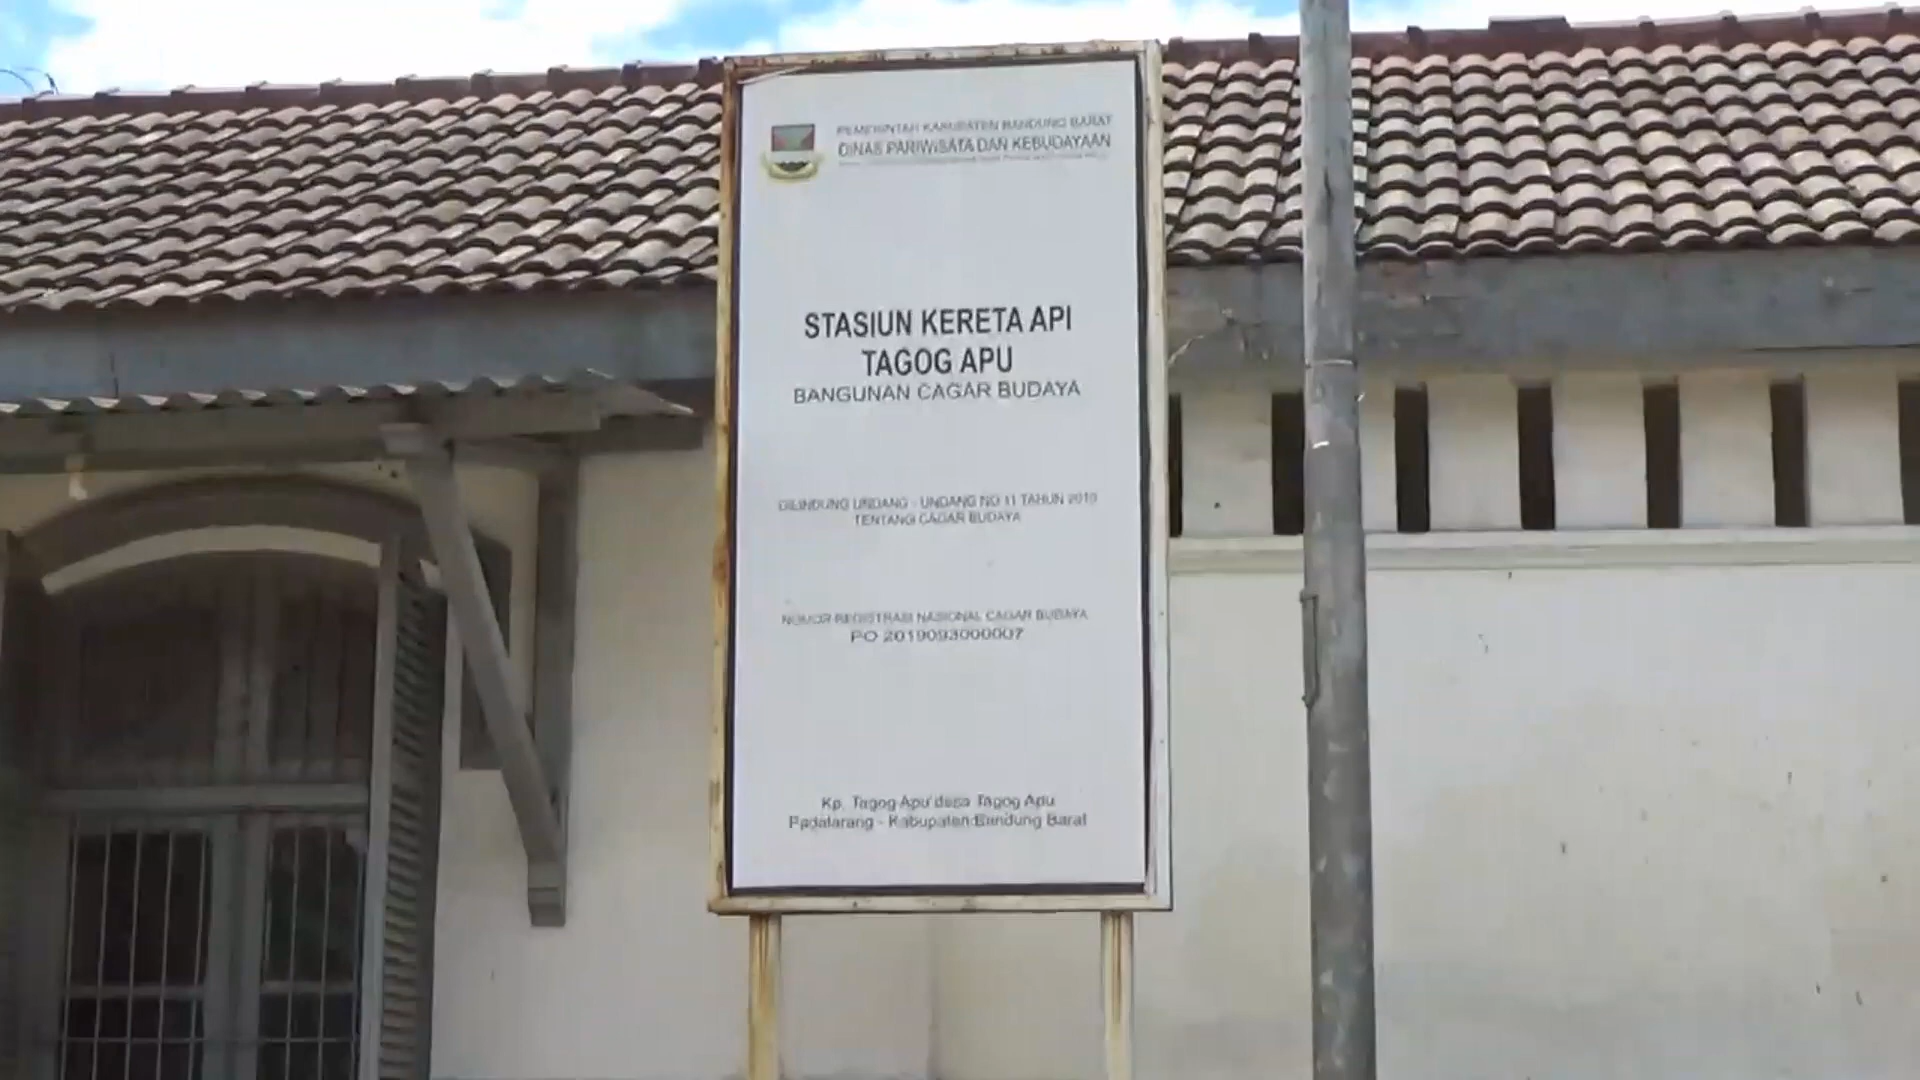 PEMERINTAH KABUPATEN BANDUNG BARAT
DINAS PARIWISATA DAN KEBUDAYAAN
STASIUN KERETA API
TAGOG APU
BANGUNAN CAGAR BUDAYA
DILINDUNG UNDANG - UNDANG NO 11 TAHUN 2010
TENTANG CAGAR BUDAYA
NOMOR REGISTRASI NASIONAL CAGAR BUDAYA
PO 2019093000007
Kp. Tagog Apu desa Tagog Apu
Padalarang - Kabupaten Bandung Barat